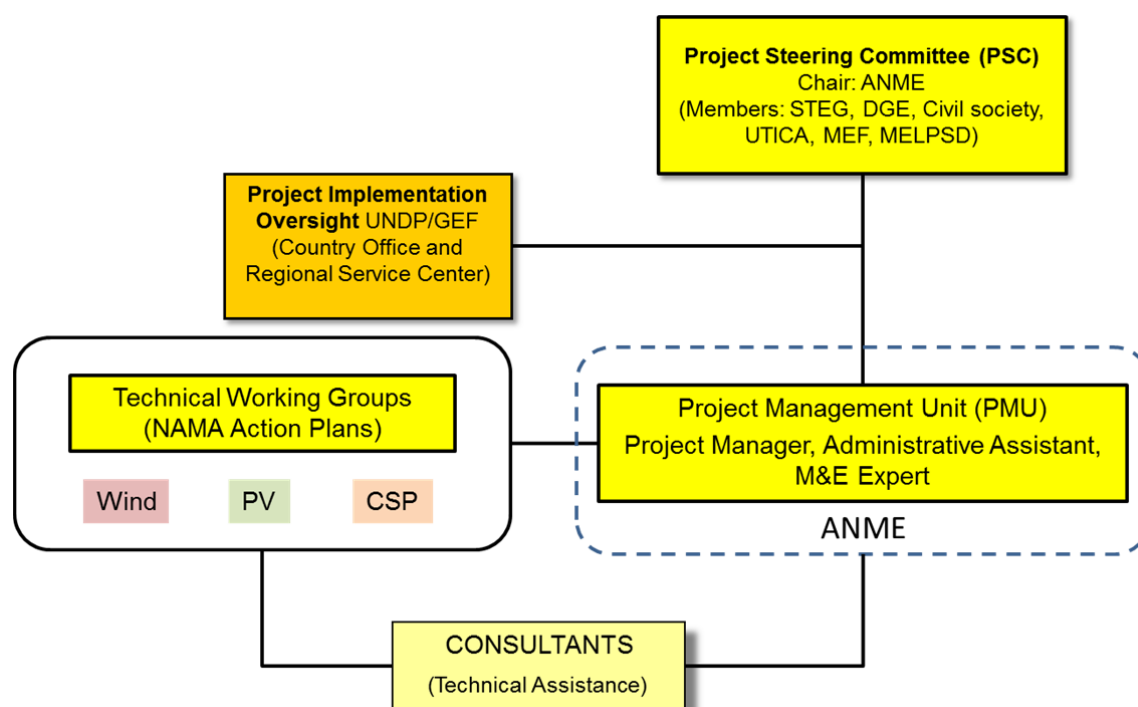 Project Steering Committee (PSC)
Chair: ANME
(Members: STEG, DGE, Civil society,
UTICA, MEF, MELPSD)
Project Implementation
Oversight UNDP/GEF
(Country Office and
Regional Service Center)
Technical Working Groups
(NAMA Action Plans)
Wind
PV
CSP
Project Management Unit (PMU)
Project Manager, Administrative Assistant,
M&E Expert
ANME
CONSULTANTS
(Technical Assistance)